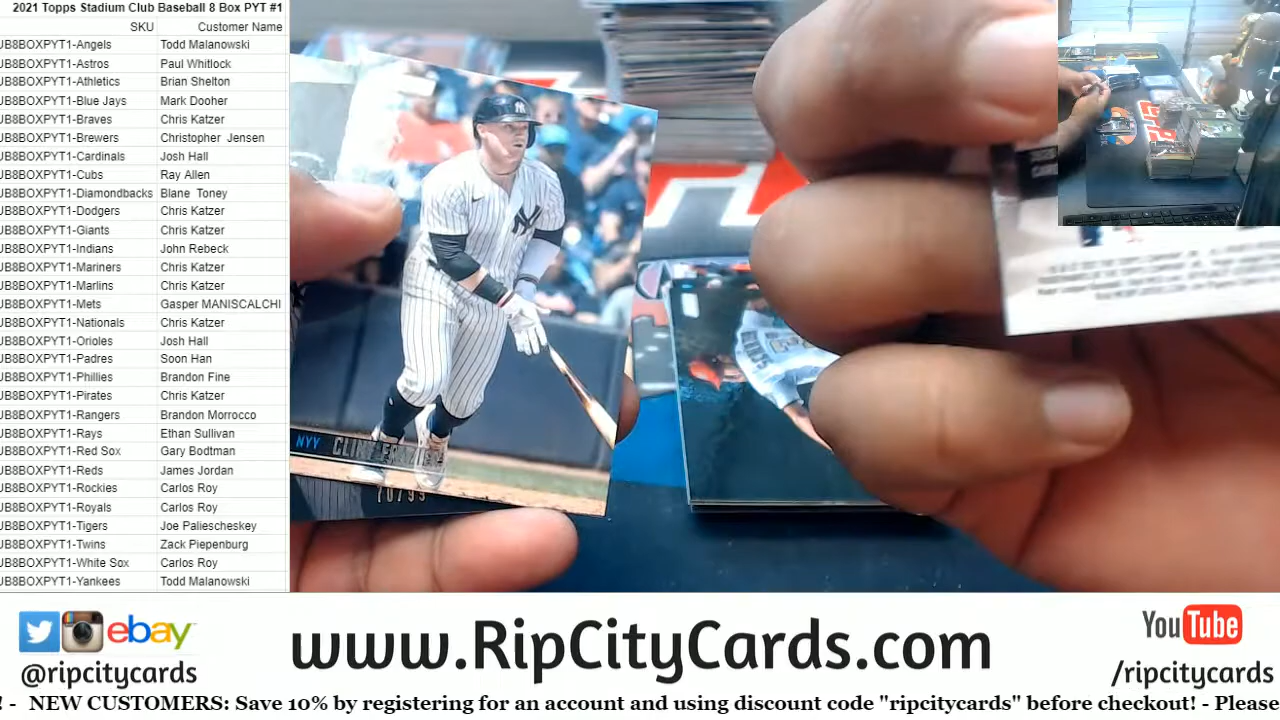 2021 Topps Stadium Club Baseball 8 Box PYT #1
SKU Customer Name
JB8BOXPYT1-Angels Todd Malanowski
JB8BOXPYT1-Astros Paul Whitlock
JB8BOXPYT1-Athletics Brian Shelton
JB8BOXPYT1-Blue Jays Mark Dooher
JB8BOXPYT1-Braves Chris Katzer
JB8BOXPYT1-Brewers Christopher Jensen
JB8BOXPYT1-Cardinals Josh Hall
JB8BOXPYT1-Cubs Ray Allen
JB8BOXPYT1-Diamondbacks Blane Toney
JB8BOXPYT1-Dodgers Chris Katzer
JB8BOXPYT1-Giants Chris Katzer
JB8BOXPYT1-Indians John Rebeck
JB8BOXPYT1-Mariners Chris Katzer
JB8BOXPYT1-Marlins Chris Katzer
JB8BOXPYT1-Mets Gasper MANISCALCHI
JB8BOXPYT1-Nationals Chris Katzer
JB8BOXPYT1-Orioles Josh Hall
JB8BOXPYT1-Padres Soon Han
JB8BOXPYT1-Phillies Brandon Fine
JB8BOXPYT1-Pirates Chris Katzer
JB8BOXPYT1-Rangers Brandon Morrocco
JB8BOXPYT1-Rays Ethan Sullivan
JB8BOXPYT1-Red Sox Gary Bodtman
JB8BOXPYT1-Reds James Jordan
JB8BOXPYT1-Rockies Carlos Roy
JB8BOXPYT1-Royals Carlos Roy
JB8BOXPYT1-Tigers Joe Paliescheskey
JB8BOXPYT1-Twins Zack Piepenburg
JB8BOXPYT1-White Sox Carlos Roy
JB8BOXPYT1-Yankees Todd Malanowski
NYY
70/99
ebay
@ripcitycards
www.RipCityCards.com
YouTube
/ripcitycards
! - NEW CUSTOMERS: Save 10% by registering for an account and using discount code "ripcitycards" before checkout! - Please